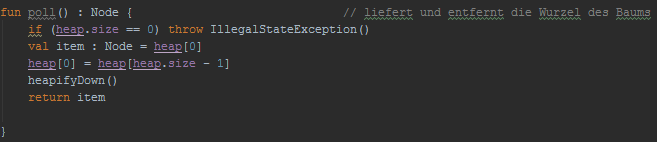 fun poll() : Node {                              // liefert und entfernt die Wurzel des Baums
    if (heap.size == 0) throw IllegalStateException()
    val item : Node = heap[0]
    heap[0] = heap[heap.size - 1]
    heapifyDown()
    return item
}